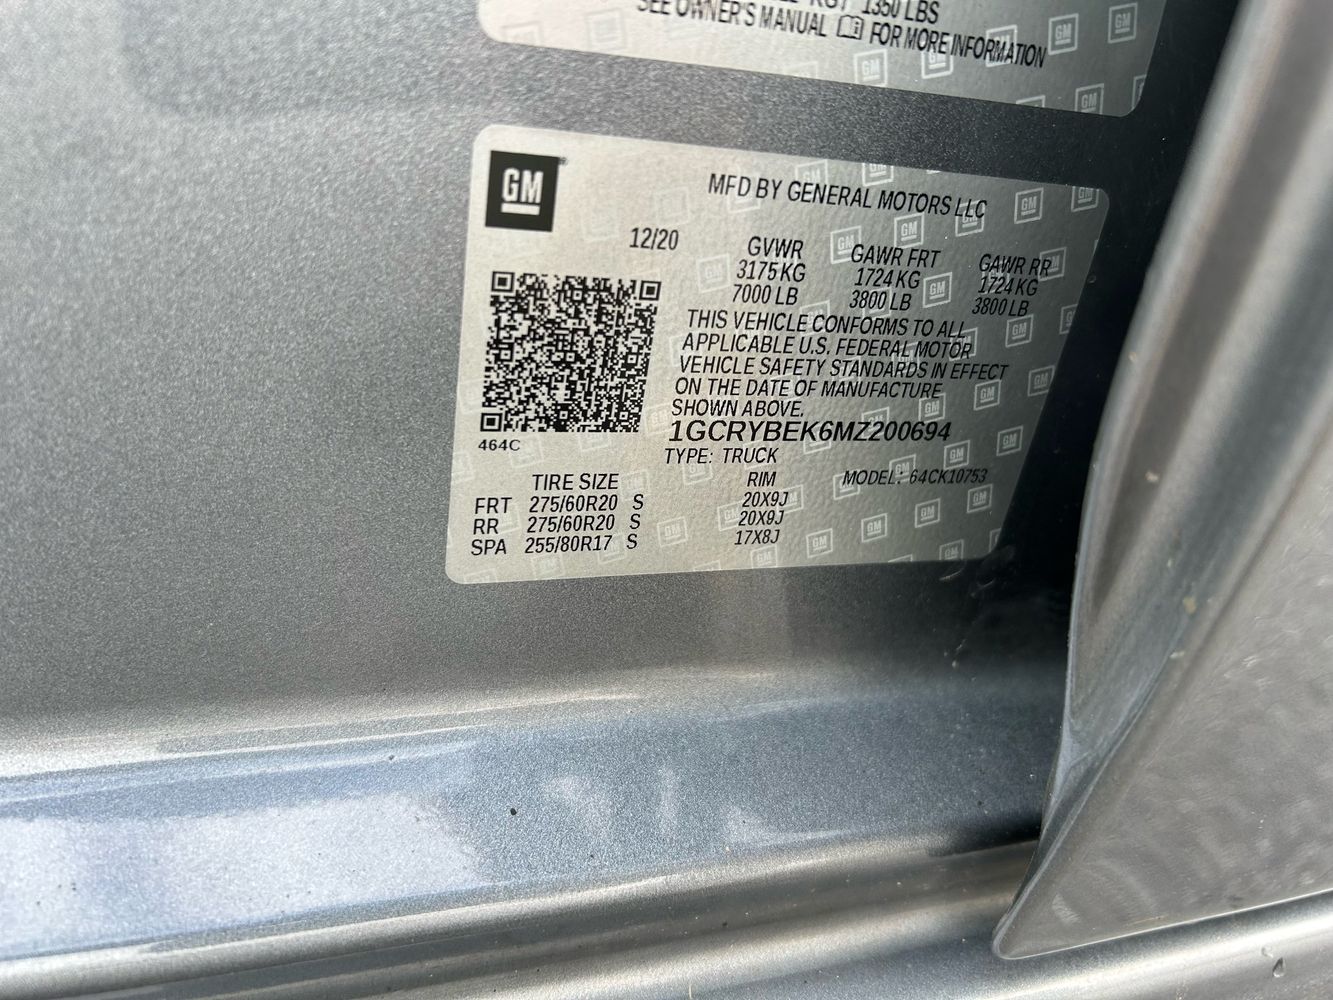 KG / 1350 LBS
SEE OWNER'S MANUAL FOR MORE INFORMATION
GM
MFD BY GENERAL MOTORS LLC
12/20
GVWR GAWR FRT GAWR RR
3175 KG 1724 KG 1724 KG
7000 LB 3800 LB 3800 LB
THIS VEHICLE CONFORMS TO ALL
APPLICABLE U.S. FEDERAL MOTOR
VEHICLE SAFETY STANDARDS IN EFFECT
ON THE DATE OF MANUFACTURE
SHOWN ABOVE.
1GCRYBEK6MZ200694
464C
TYPE: TRUCK MODEL: 64CK10753
TIRE SIZE RIM
FRT 275/60R20 S 20X9J
RR 275/60R20 S 20X9J
SPA 255/80R17 S 17X8J